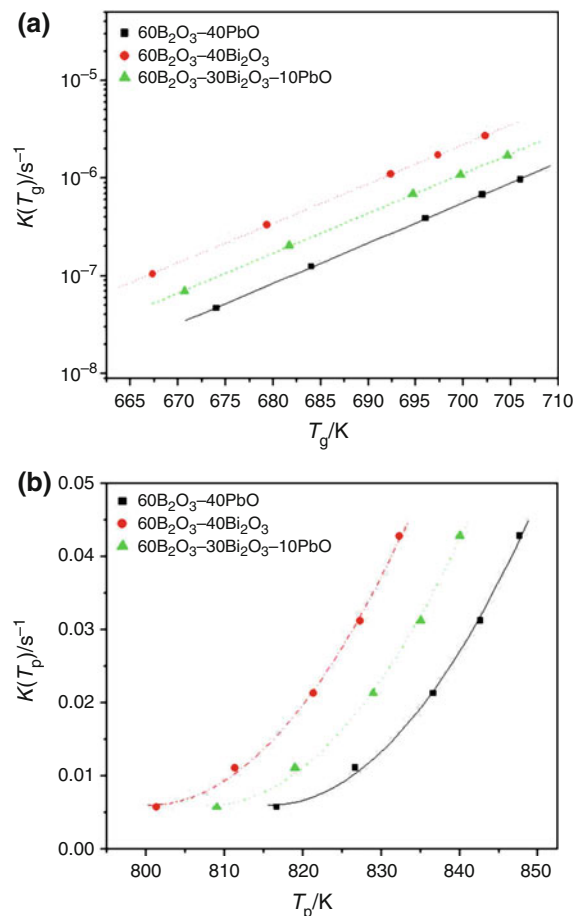 (a)
60B₂O₃–40PbO
60B₂O₃–40Bi₂O₃
60B₂O₃–30Bi₂O₃–10PbO
10⁻⁵
10⁻⁶
10⁻⁷
10⁻⁸
K(Tg)/s⁻¹
665 670 675 680 685 690 695 700 705 710
Tg/K
(b)
60B₂O₃–40PbO
60B₂O₃–40Bi₂O₃
60B₂O₃–30Bi₂O₃–10PbO
0.05
0.04
0.03
0.02
0.01
0.00
K(Tp)/s⁻¹
800 810 820 830 840 850
Tp/K